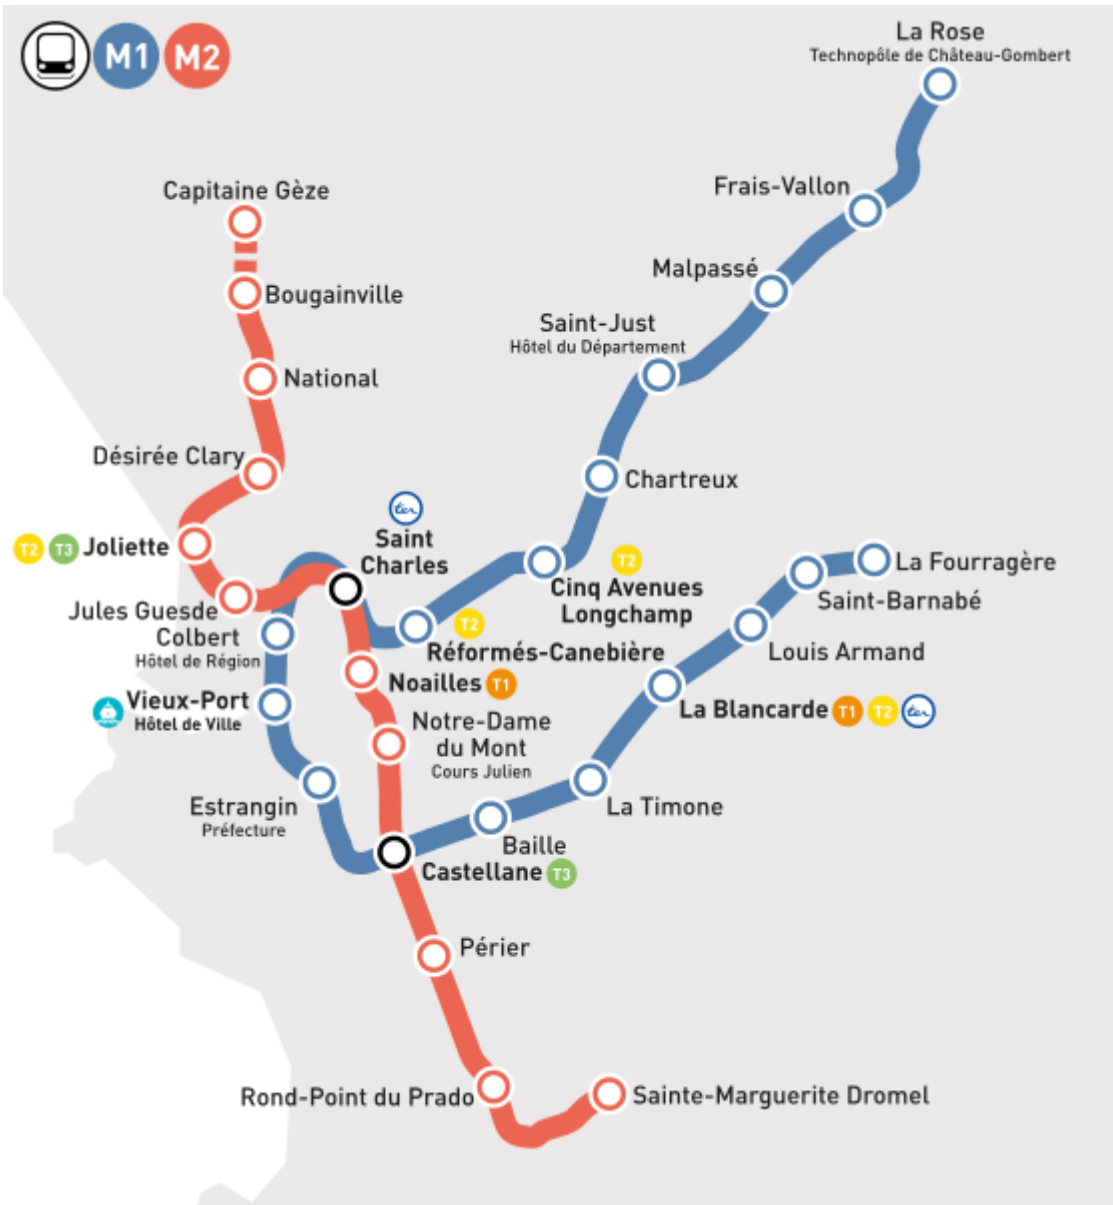 M1 M2
La Rose
Technopôle de Château-Gombert
Frais-Vallon
Capitaine Gèze
Malpassé
Bougainville
Saint-Just
Hôtel du Département
National
Désirée Clary
Chartreux
ter
T2 T3 Joliette
Saint
Charles
T2
Cinq Avenues
Longchamp
La Fourragère
Saint-Barnabé
Jules Guesde
Colbert
Hôtel de Région
T2
Réformés-Canebière
Louis Armand
Noailles T1
Vieux-Port
Hôtel de Ville
La Blancarde T1 T2 ter
Notre-Dame
du Mont
Cours Julien
Estrangin
Préfecture
La Timone
Baille
Castellane T3
Périer
Rond-Point du Prado
Sainte-Marguerite Dromel